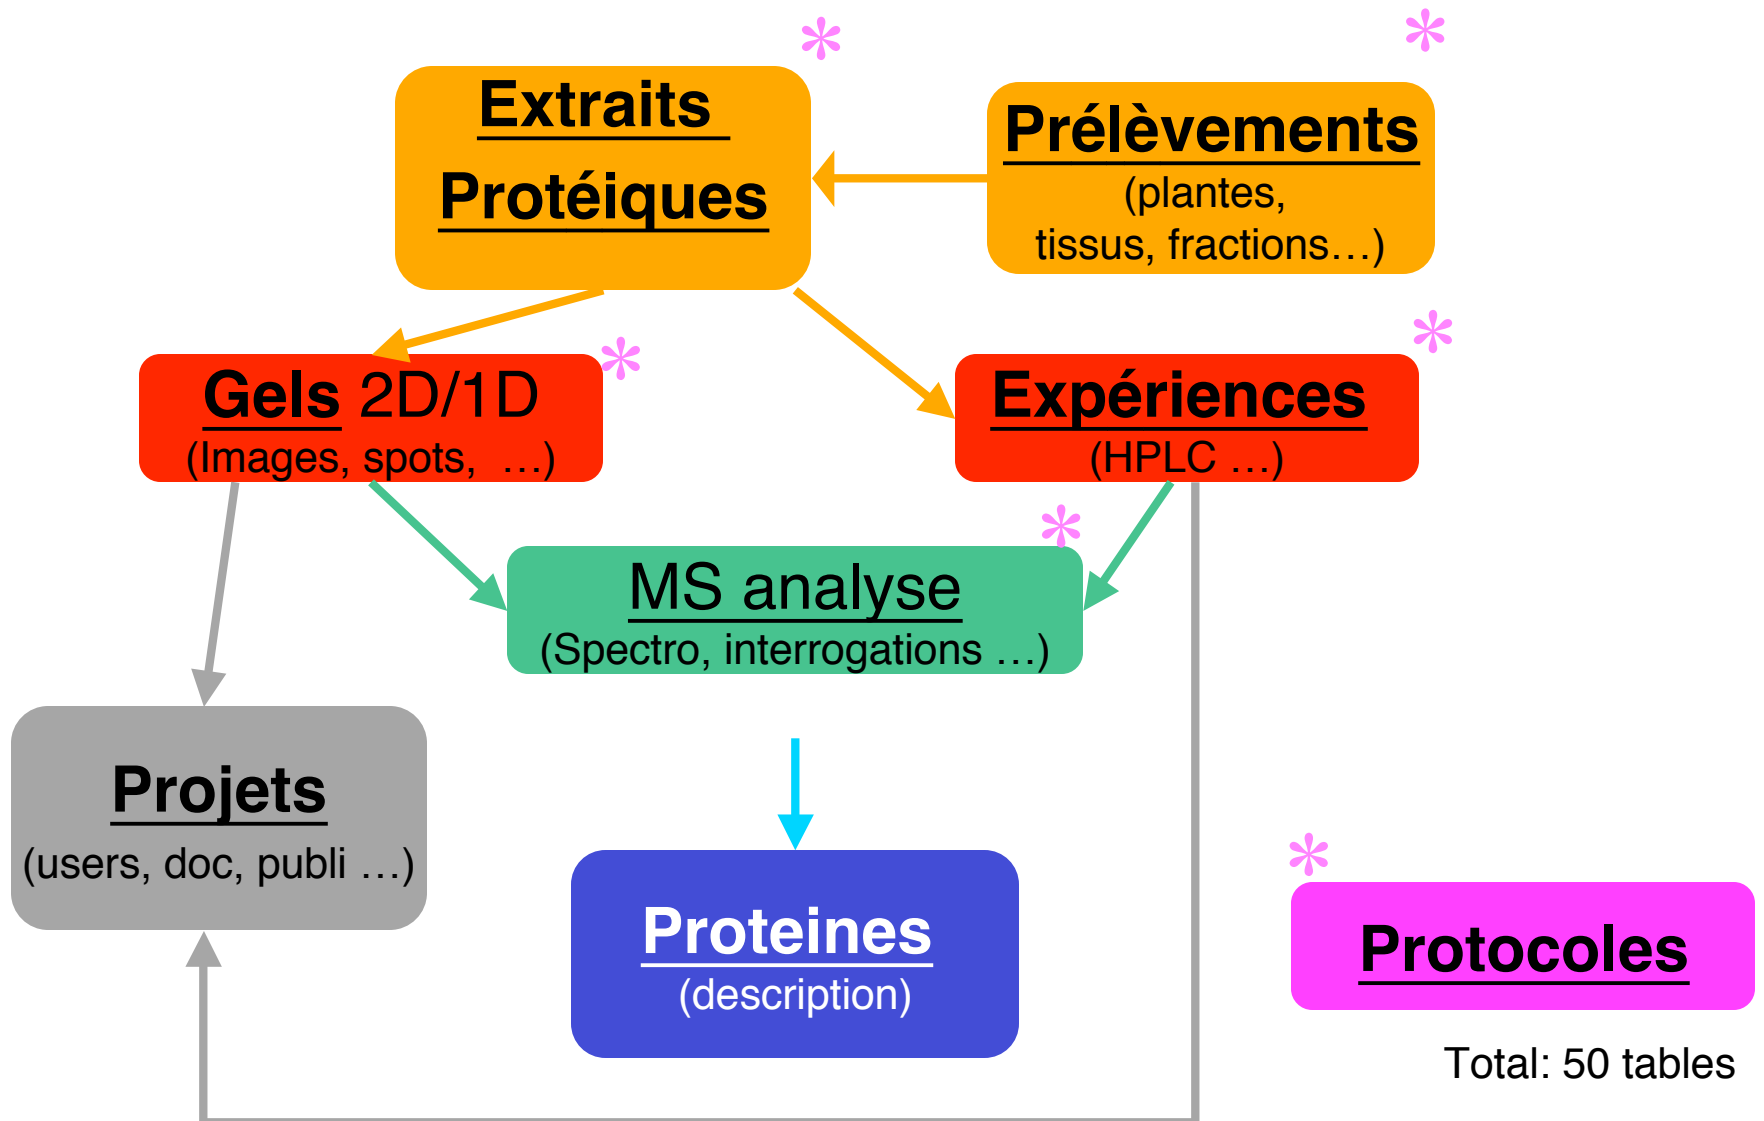 Extraits
Protéiques
Prélèvements
(plantes,
tissus, fractions…)
Gels 2D/1D
(Images, spots, …)
Expériences
(HPLC …)
MS analyse
(Spectro, interrogations …)
Projets
(users, doc, publi …)
Proteines
(description)
Protocoles
Total: 50 tables